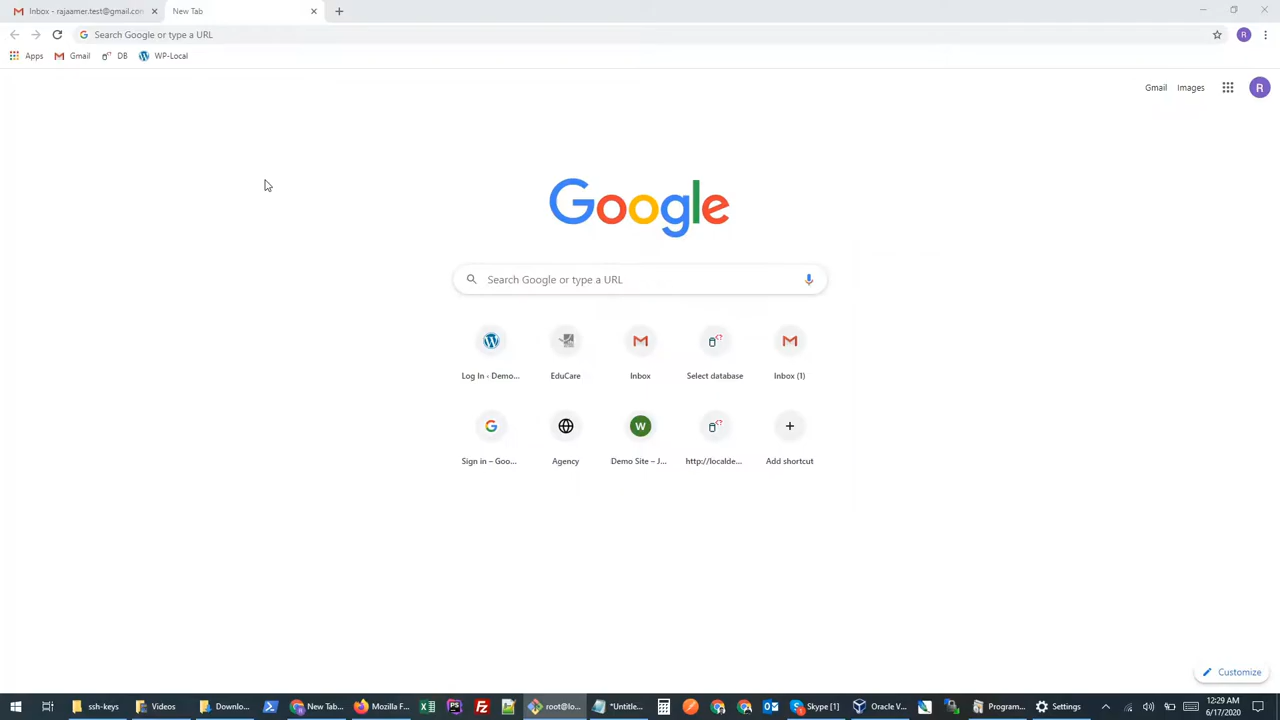 Inbox - rajaamer.test@gmail.con
New Tab
Search Google or type a URL
Apps
Gmail
DB
WP-Local
Gmail
Images
R
Google
Search Google or type a URL
Log In ‹ Demo...
EduCare
Inbox
Select database
Inbox (1)
Sign in – Goo...
Agency
W
Demo Site – J...
http://localde...
Add shortcut
Customize
ssh-keys
Videos
Downlo...
New Tab...
Mozilla F...
root@lo...
*Untitle...
Skype [1]
Oracle V...
Program...
Settings
12:29 AM
6/17/2020